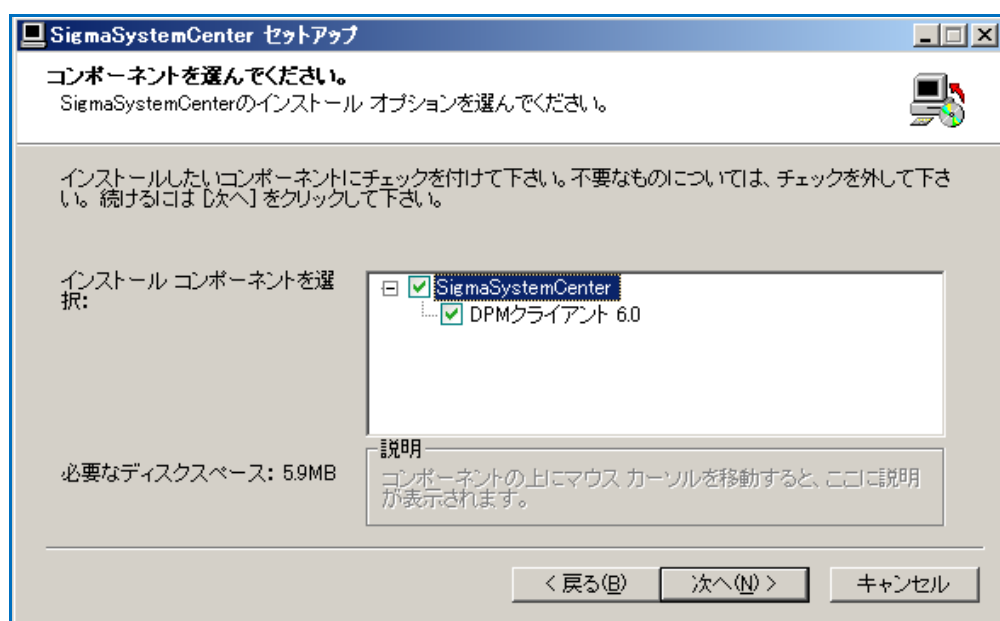 SigmaSystemCenter セットアップ
コンポーネントを選んでください。
SigmaSystemCenterのインストール オプションを選んでください。
インストールしたいコンポーネントにチェックを付けて下さい。不要なものについては、チェックを外して下さ
い。続けるには [次へ] をクリックして下さい。
インストール コンポーネントを選
択:
SigmaSystemCenter
DPMクライアント 6.0
必要なディスクスペース: 5.9MB
説明
コンポーネントの上にマウス カーソルを移動すると、ここに説明
が表示されます。
< 戻る(B)
次へ(N) >
キャンセル